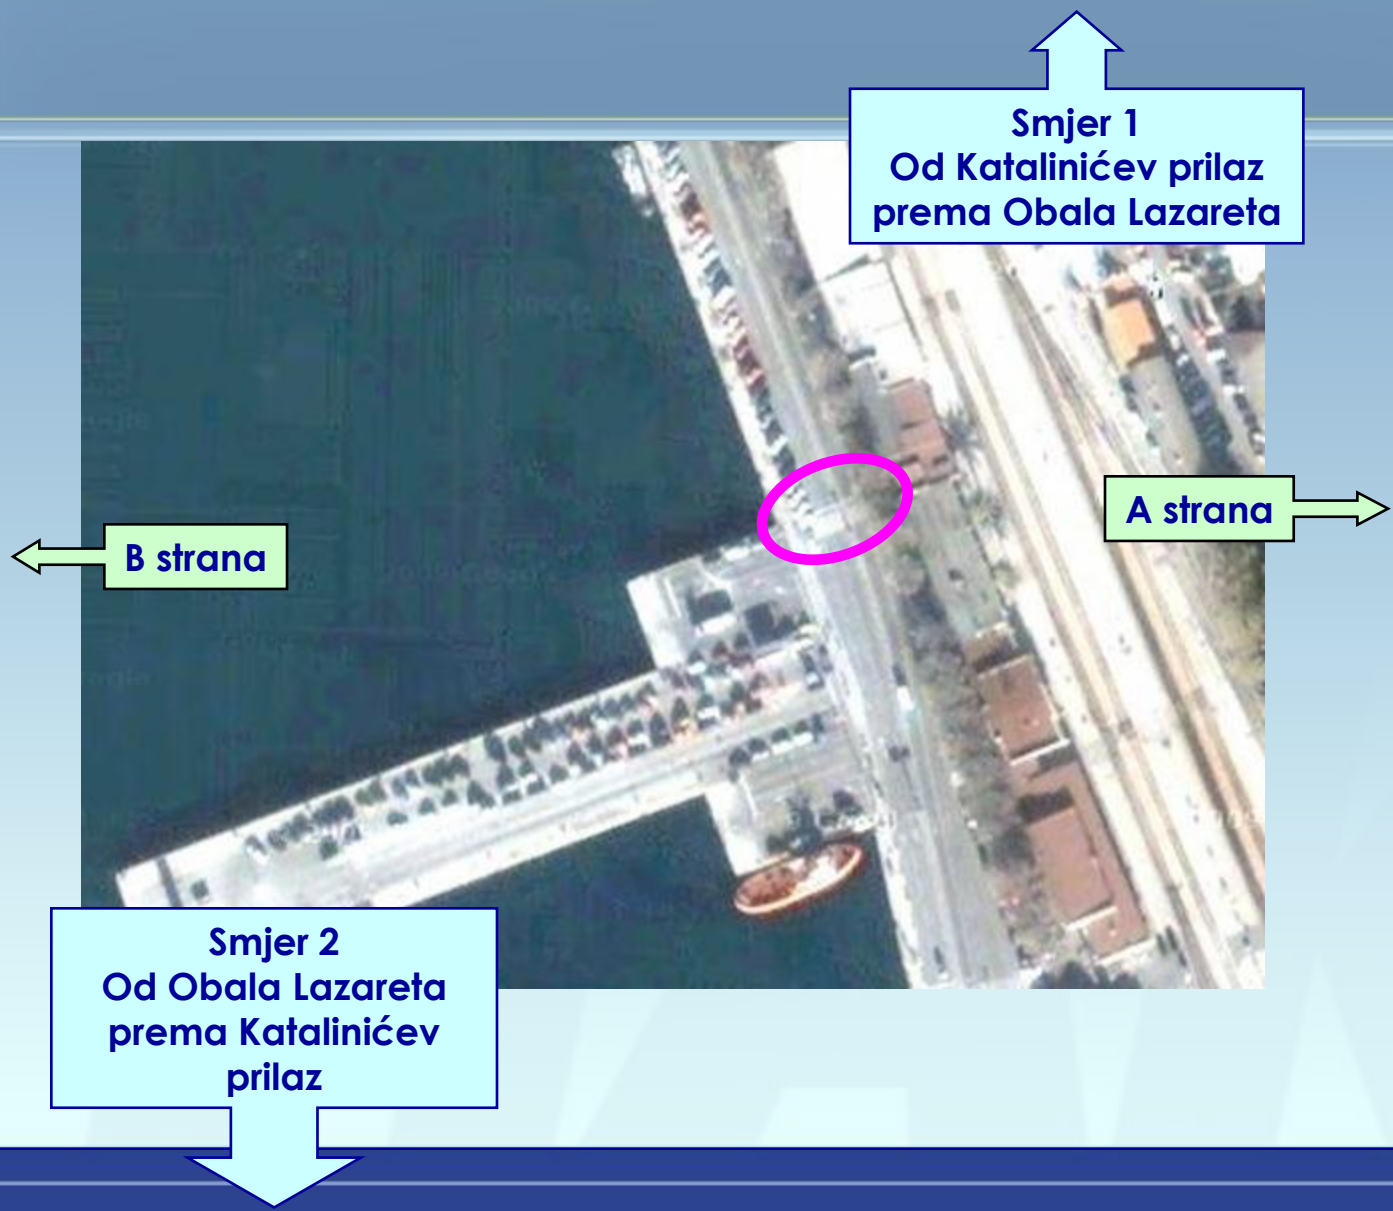 Smjer 1
Od Katalinićev prilaz
prema Obala Lazareta
A strana
B strana
Smjer 2
Od Obala Lazareta
prema Katalinićev
prilaz